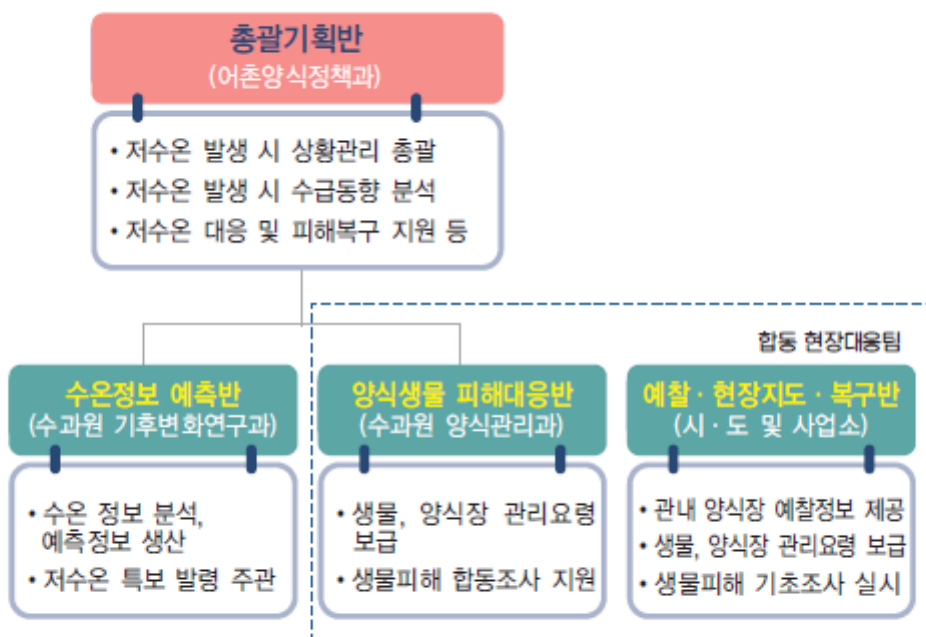 총괄기획반
(어촌양식정책과)
• 저수온 발생 시 상황관리 총괄
• 저수온 발생 시 수급동향 분석
• 저수온 대응 및 피해복구 지원 등
합동 현장대응팀
수온정보 예측반
(수과원 기후변화연구과)
• 수온 정보 분석,
예측정보 생산
• 저수온 특보 발령 주관
양식생물 피해대응반
(수과원 양식관리과)
• 생물, 양식장 관리요령
보급
• 생물피해 합동조사 지원
예찰 · 현장지도 · 복구반
(시 · 도 및 사업소)
• 관내 양식장 예찰정보 제공
• 생물, 양식장 관리요령 보급
• 생물피해 기초조사 실시